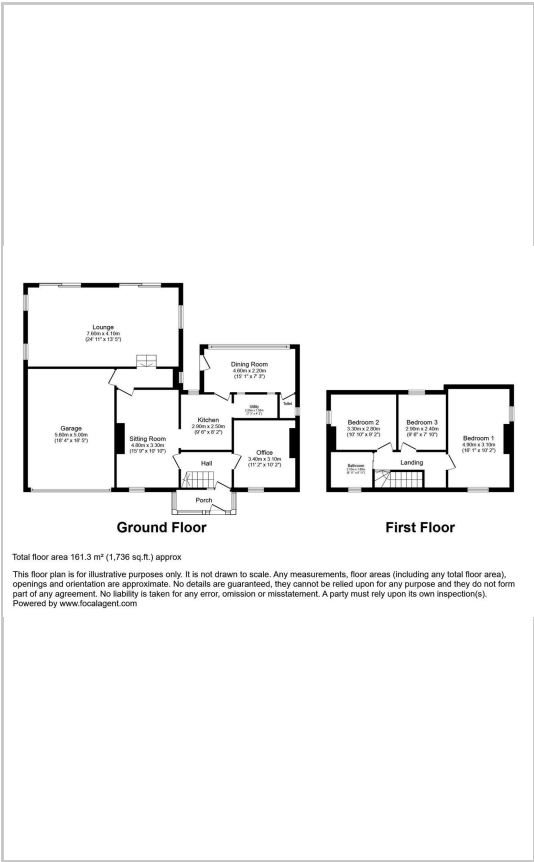 Lounge
7.60m x 4.10m
(24' 11" x 13' 5")
Dining Room
4.60m x 2.20m
(15' 1" x 7' 3")
Utility
Toilet
Garage
5.60m x 5.00m
(18' 4" x 16' 5")
Sitting Room
4.80m x 3.30m
(15' 9" x 10' 10")
Kitchen
2.90m x 2.50m
(9' 6" x 8' 2")
Office
3.40m x 3.10m
(11' 2" x 10' 2")
Hall
Porch
Bedroom 2
3.30m x 2.80m
(10' 10" x 9' 2")
Bedroom 3
2.90m x 2.40m
(9' 6" x 7' 10")
Bedroom 1
4.90m x 3.10m
(16' 1" x 10' 2")
Bathroom
Landing
Ground Floor
First Floor
Total floor area 161.3 m² (1,736 sq.ft.) approx
This floor plan is for illustrative purposes only. It is not drawn to scale. Any measurements, floor areas (including any total floor area),
openings and orientation are approximate. No details are guaranteed, they cannot be relied upon for any purpose and they do not form
part of any agreement. No liability is taken for any error, omission or misstatement. A party must rely upon its own inspection(s).
Powered by www.focalagent.com